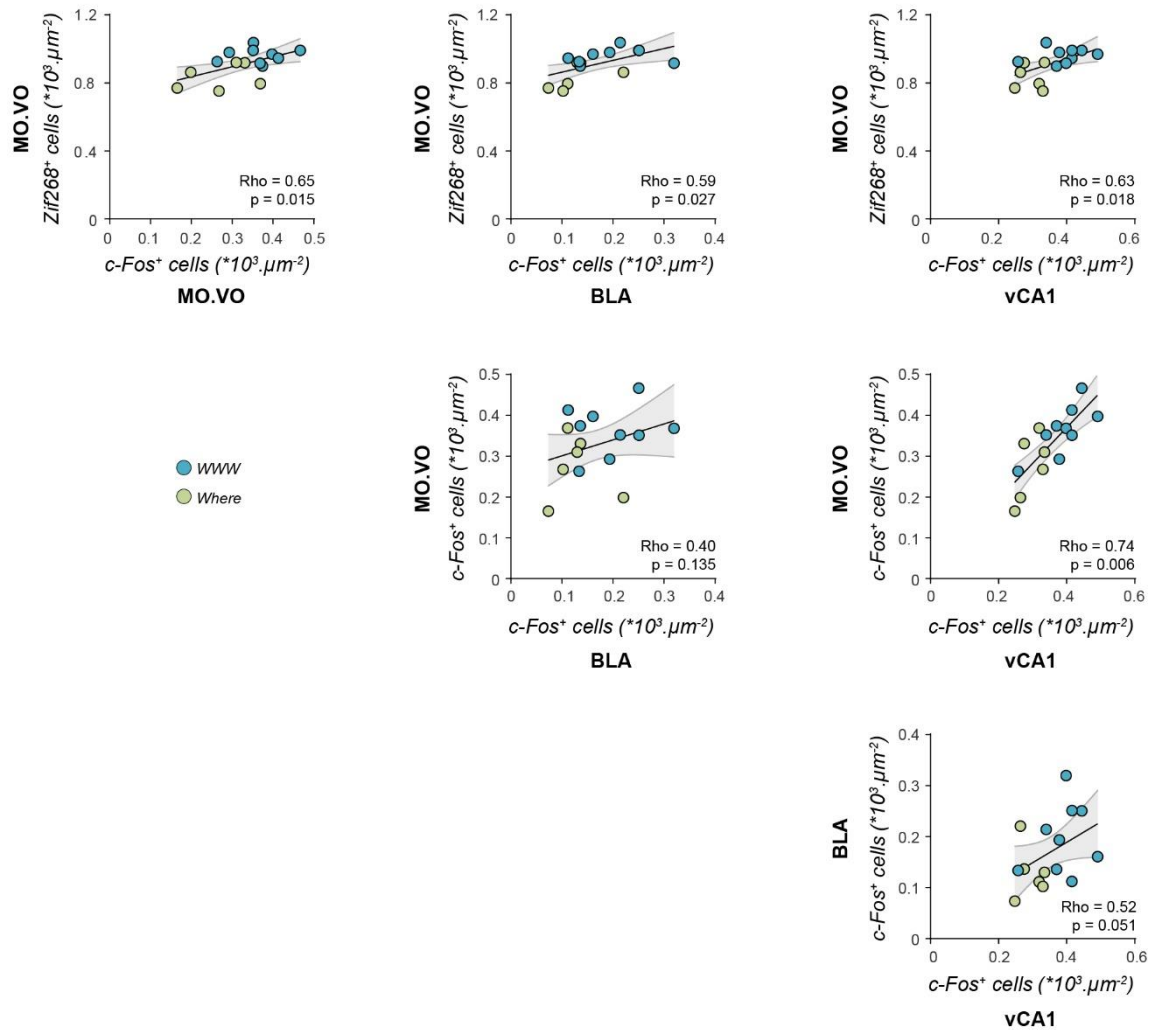 1.2
0.8
0.4
0
MO.VO
Zif268⁺ cells (*10³.µm⁻²)
Rho = 0.65
p = 0.015
0 0.1 0.2 0.3 0.4 0.5
c-Fos⁺ cells (*10³.µm⁻²)
MO.VO
1.2
0.8
0.4
0
MO.VO
Zif268⁺ cells (*10³.µm⁻²)
Rho = 0.59
p = 0.027
0 0.1 0.2 0.3 0.4
c-Fos⁺ cells (*10³.µm⁻²)
BLA
1.2
0.8
0.4
0
MO.VO
Zif268⁺ cells (*10³.µm⁻²)
Rho = 0.63
p = 0.018
0 0.2 0.4 0.6
c-Fos⁺ cells (*10³.µm⁻²)
vCA1
WWW
Where
0.5
0.4
0.3
0.2
0.1
0
MO.VO
c-Fos⁺ cells (*10³.µm⁻²)
Rho = 0.40
p = 0.135
0 0.1 0.2 0.3 0.4
c-Fos⁺ cells (*10³.µm⁻²)
BLA
0.5
0.4
0.3
0.2
0.1
0
MO.VO
c-Fos⁺ cells (*10³.µm⁻²)
Rho = 0.74
p = 0.006
0 0.2 0.4 0.6
c-Fos⁺ cells (*10³.µm⁻²)
vCA1
0.4
0.3
0.2
0.1
0
BLA
c-Fos⁺ cells (*10³.µm⁻²)
Rho = 0.52
p = 0.051
0 0.2 0.4 0.6
c-Fos⁺ cells (*10³.µm⁻²)
vCA1